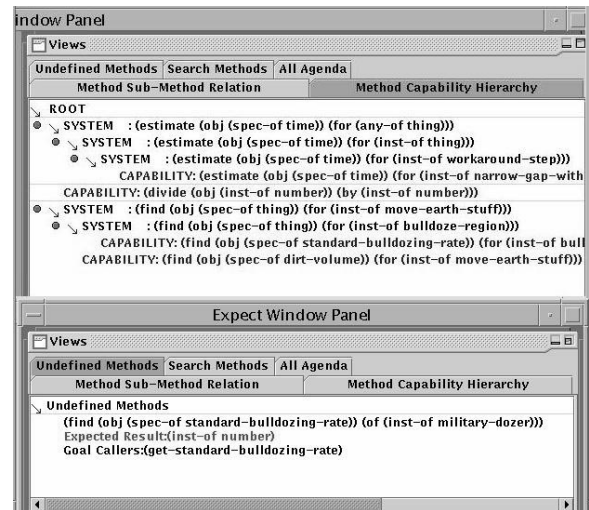 indow Panel
Views
Undefined Methods Search Methods All Agenda
Method Sub-Method Relation Method Capability Hierarchy
ROOT
SYSTEM : (estimate (obj (spec-of time)) (for (any-of thing)))
SYSTEM : (estimate (obj (spec-of time)) (for (inst-of thing)))
SYSTEM : (estimate (obj (spec-of time)) (for (inst-of workaround-step)))
CAPABILITY: (estimate (obj (spec-of time)) (for (inst-of narrow-gap-with
CAPABILITY: (divide (obj (inst-of number)) (by (inst-of number)))
SYSTEM : (find (obj (spec-of thing)) (for (inst-of move-earth-stuff)))
SYSTEM : (find (obj (spec-of thing)) (for (inst-of bulldoze-region)))
CAPABILITY: (find (obj (spec-of standard-bulldozing-rate)) (for (inst-of bull
CAPABILITY: (find (obj (spec-of dirt-volume)) (for (inst-of move-earth-stuff)))
Expect Window Panel
Views
Undefined Methods Search Methods All Agenda
Method Sub-Method Relation Method Capability Hierarchy
Undefined Methods
(find (obj (spec-of standard-bulldozing-rate)) (of (inst-of military-dozer)))
Expected Result:(inst-of number)
Goal Callers:(get-standard-bulldozing-rate)